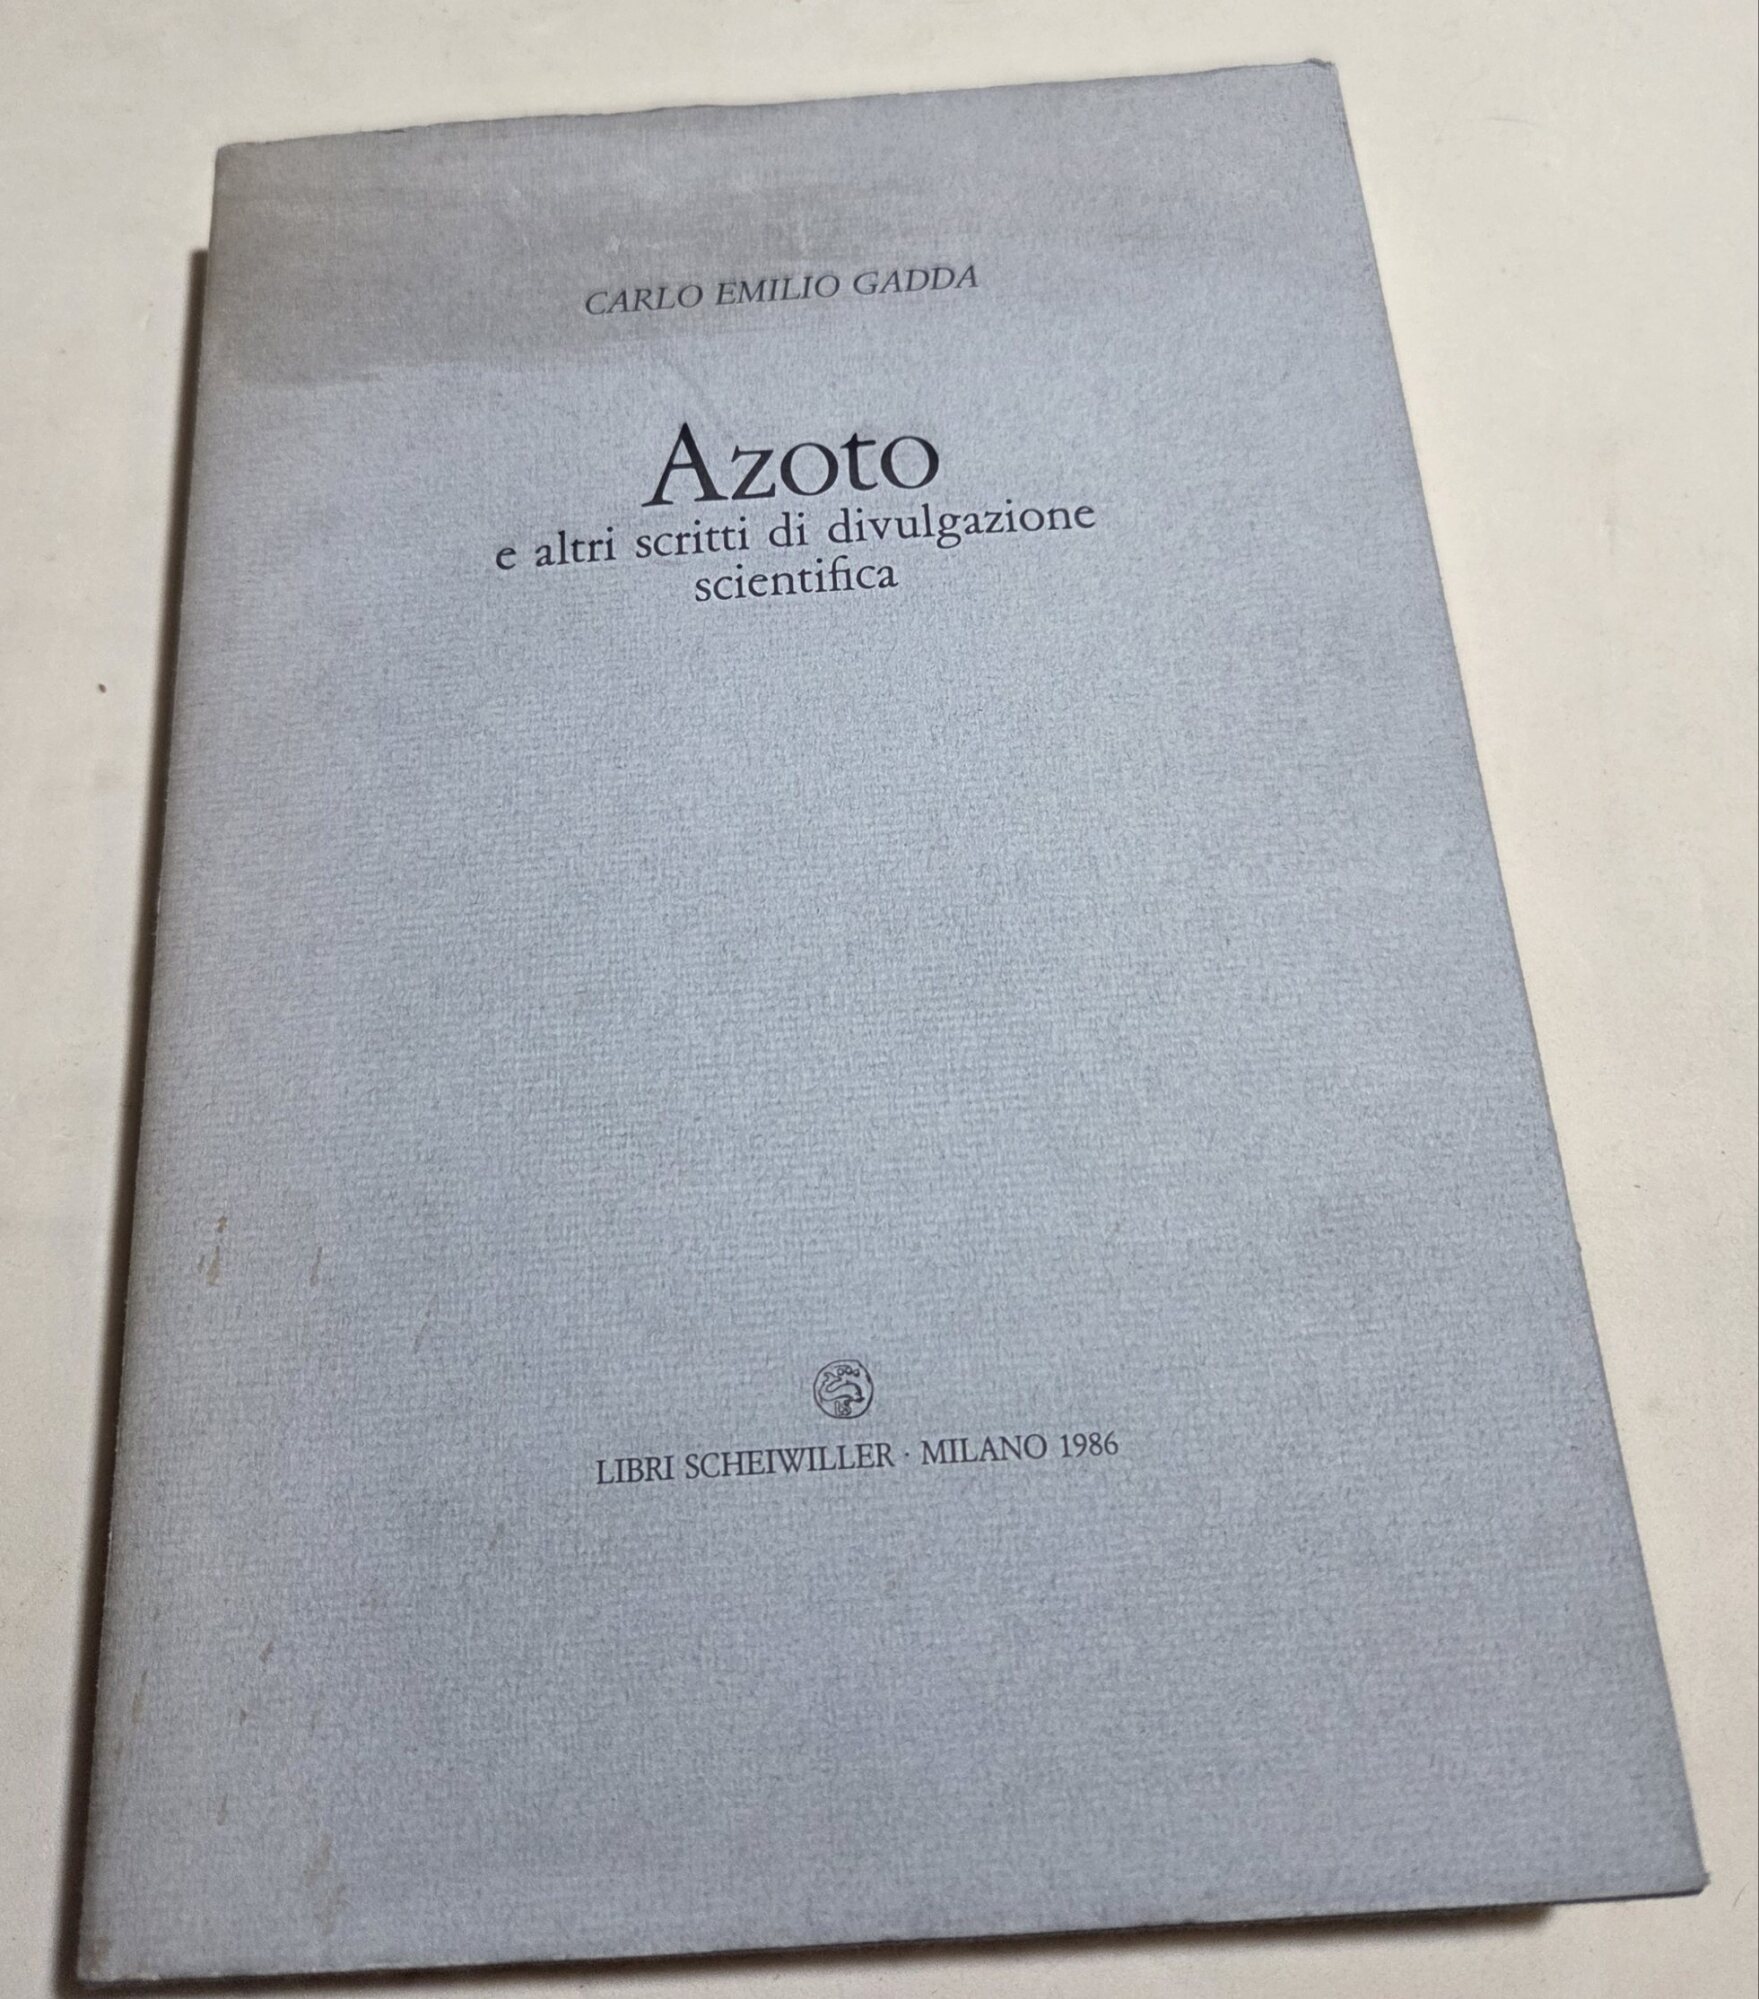 CARLO EMILIO GADDA
Azoto
e altri scritti di divulgazione
scientifica
LIBRI SCHEIWILLER · MILANO 1986